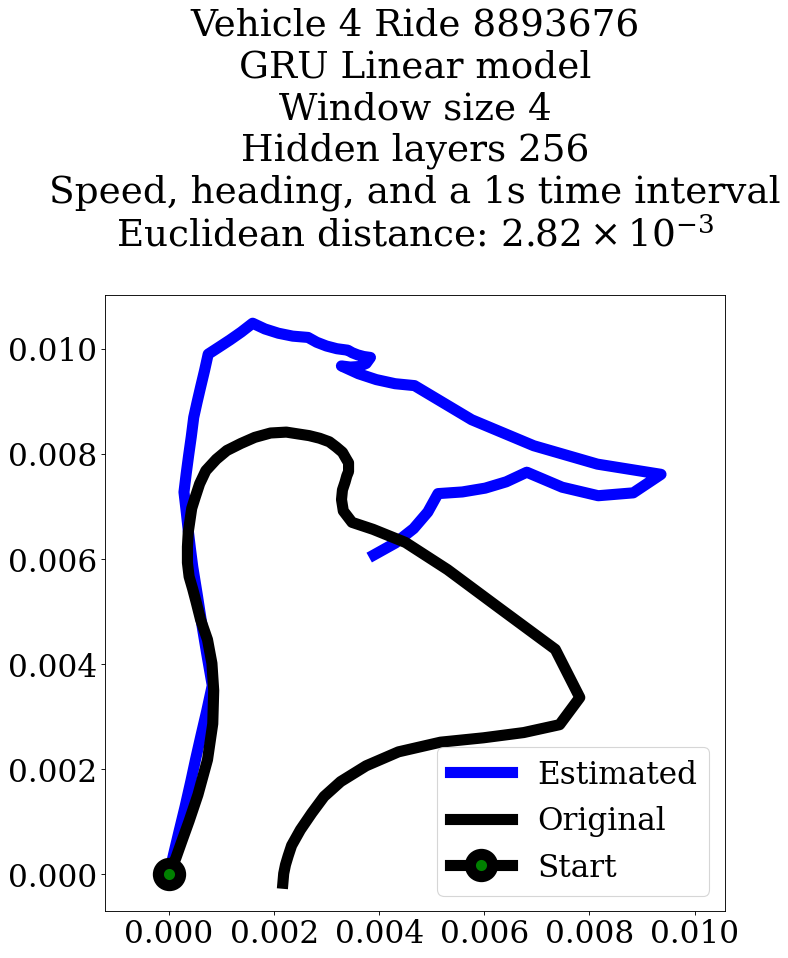 Vehicle 4 Ride 8893676
GRU Linear model
Window size 4
Hidden layers 256
Speed, heading, and a 1s time interval
Euclidean distance: 2.82 × 10⁻³
0.010
0.008
0.006
0.004
0.002
0.000
Estimated
Original
Start
0.000 0.002 0.004 0.006 0.008 0.010